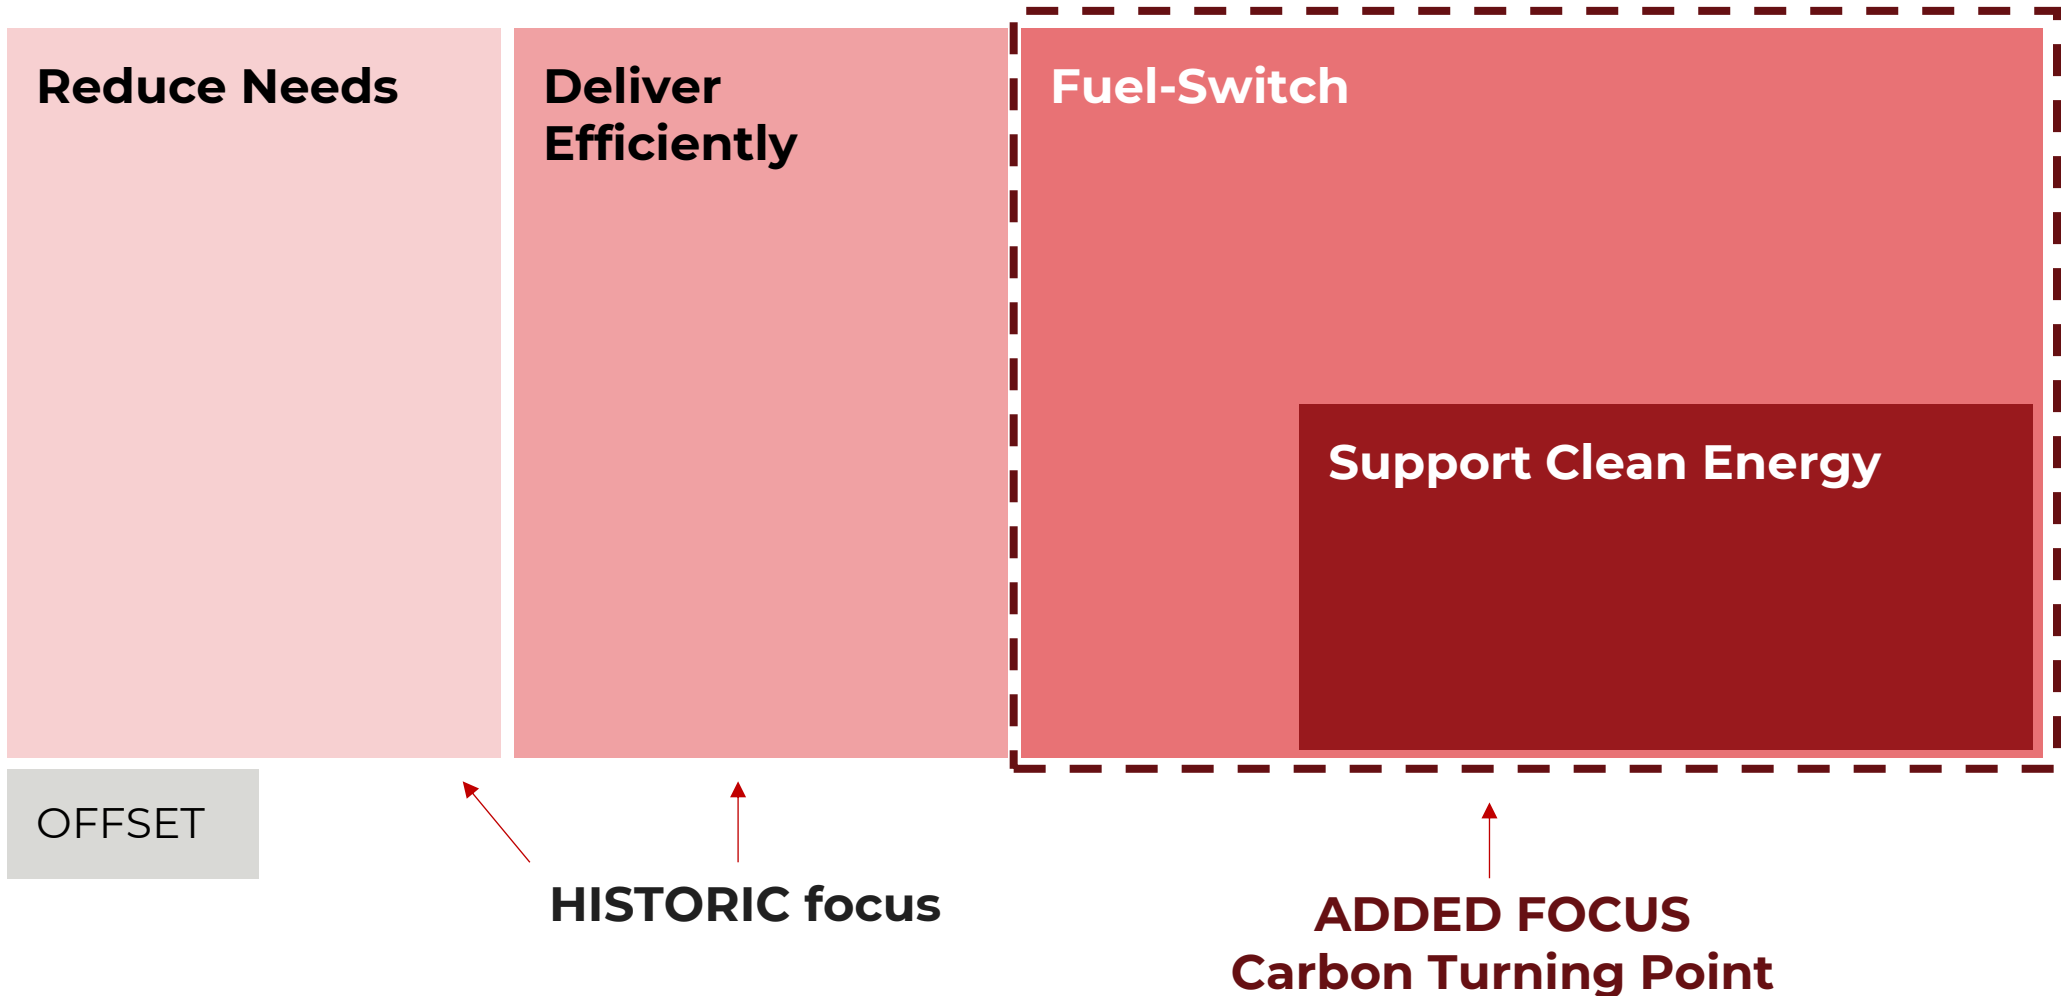 Reduce Needs
Deliver
Efficiently
Fuel-Switch
Support Clean Energy
OFFSET
HISTORIC focus
ADDED FOCUS
Carbon Turning Point